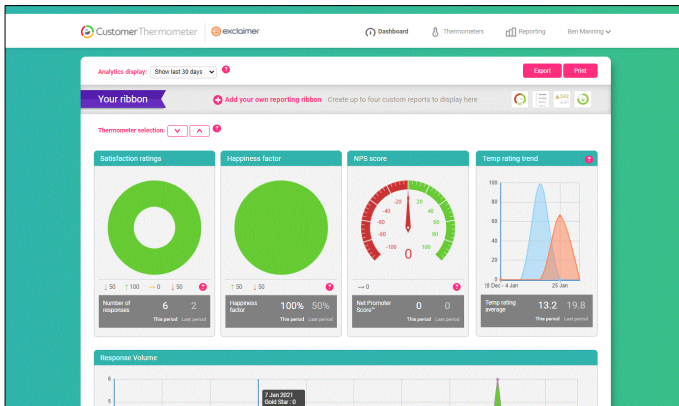 CustomerThermometer exclaimer Dashboard Thermometers Reporting Ben Manning
Analytics display: Show last 30 days ? Export Print
Your ribbon Add your own reporting ribbon Create up to four custom reports to display here
Thermometer selection: ?
Satisfaction ratings
↓ 50 ↑ 100 → 0 ↓ 50 ?
Number of responses 6 2
This period Last period
Happiness factor
↑ 50 ↓ 50 ?
Happiness factor 100% 50%
This period Last period
NPS score
-20 20
-40 40
-60 60
-80 80
-100 100
0
→ 0 ?
Net Promoter Score™ 0 0
This period Last period
Temp rating trend ?
100
80
60
40
20
0
19 Dec - 4 Jan 25 Jan
Temp rating average 13.2 19.8
This period Last period
Response Volume
6
5
7 Jan 2021
Gold Star : 0